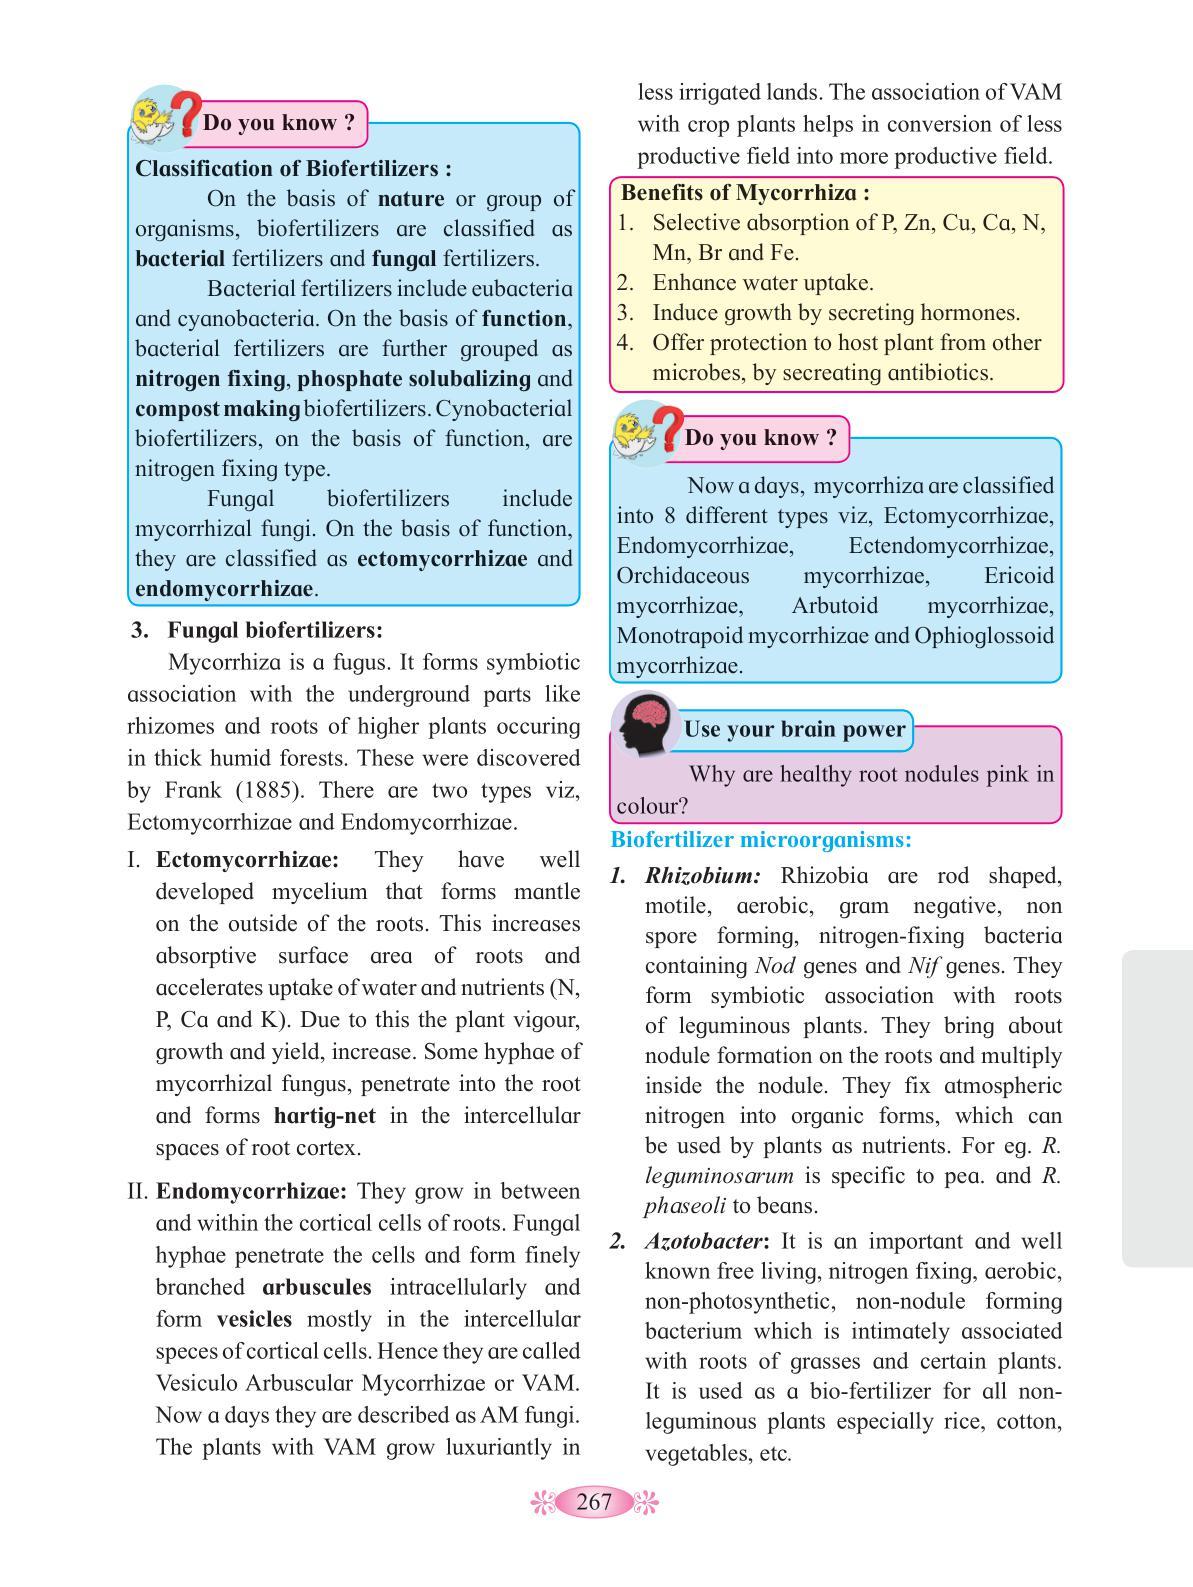 Do you know ?
Classification of Biofertilizers :
On the basis of nature or group of
organisms, biofertilizers are classified as
bacterial fertilizers and fungal fertilizers.
Bacterial fertilizers include eubacteria
and cyanobacteria. On the basis of function,
bacterial fertilizers are further grouped as
nitrogen fixing, phosphate solubalizing and
compost making biofertilizers. Cynobacterial
biofertilizers, on the basis of function, are
nitrogen fixing type.
Fungal biofertilizers include
mycorrhizal fungi. On the basis of function,
they are classified as ectomycorrhizae and
endomycorrhizae.
3. Fungal biofertilizers:
Mycorrhiza is a fugus. It forms symbiotic
association with the underground parts like
rhizomes and roots of higher plants occuring
in thick humid forests. These were discovered
by Frank (1885). There are two types viz,
Ectomycorrhizae and Endomycorrhizae.
I. Ectomycorrhizae: They have well
developed mycelium that forms mantle
on the outside of the roots. This increases
absorptive surface area of roots and
accelerates uptake of water and nutrients (N,
P, Ca and K). Due to this the plant vigour,
growth and yield, increase. Some hyphae of
mycorrhizal fungus, penetrate into the root
and forms hartig-net in the intercellular
spaces of root cortex.
II. Endomycorrhizae: They grow in between
and within the cortical cells of roots. Fungal
hyphae penetrate the cells and form finely
branched arbuscules intracellularly and
form vesicles mostly in the intercellular
speces of cortical cells. Hence they are called
Vesiculo Arbuscular Mycorrhizae or VAM.
Now a days they are described as AM fungi.
The plants with VAM grow luxuriantly in
less irrigated lands. The association of VAM
with crop plants helps in conversion of less
productive field into more productive field.
Benefits of Mycorrhiza :
1. Selective absorption of P, Zn, Cu, Ca, N,
Mn, Br and Fe.
2. Enhance water uptake.
3. Induce growth by secreting hormones.
4. Offer protection to host plant from other
microbes, by secreating antibiotics.
Do you know ?
Now a days, mycorrhiza are classified
into 8 different types viz, Ectomycorrhizae,
Endomycorrhizae, Ectendomycorrhizae,
Orchidaceous mycorrhizae, Ericoid
mycorrhizae, Arbutoid mycorrhizae,
Monotrapoid mycorrhizae and Ophioglossoid
mycorrhizae.
Use your brain power
Why are healthy root nodules pink in
colour?
Biofertilizer microorganisms:
1. Rhizobium: Rhizobia are rod shaped,
motile, aerobic, gram negative, non
spore forming, nitrogen-fixing bacteria
containing Nod genes and Nif genes. They
form symbiotic association with roots
of leguminous plants. They bring about
nodule formation on the roots and multiply
inside the nodule. They fix atmospheric
nitrogen into organic forms, which can
be used by plants as nutrients. For eg. R.
leguminosarum is specific to pea. and R.
phaseoli to beans.
2. Azotobacter: It is an important and well
known free living, nitrogen fixing, aerobic,
non-photosynthetic, non-nodule forming
bacterium which is intimately associated
with roots of grasses and certain plants.
It is used as a bio-fertilizer for all non-
leguminous plants especially rice, cotton,
vegetables, etc.
267